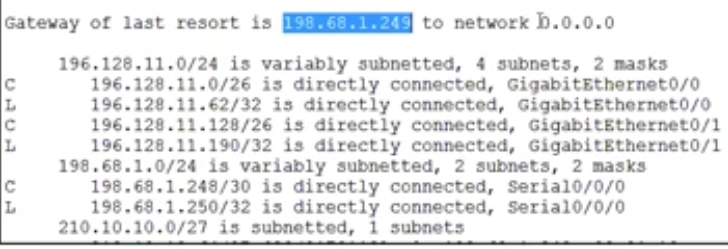 Gateway of last resort is 198.68.1.249 to network 0.0.0.0
196.128.11.0/24 is variably subnetted, 4 subnets, 2 masks
C 196.128.11.0/26 is directly connected, GigabitEthernet0/0
L 196.128.11.62/32 is directly connected, GigabitEthernet0/0
C 196.128.11.128/26 is directly connected, GigabitEthernet0/1
L 196.128.11.190/32 is directly connected, GigabitEthernet0/1
198.68.1.0/24 is variably subnetted, 2 subnets, 2 masks
C 198.68.1.248/30 is directly connected, Serial0/0/0
L 198.68.1.250/32 is directly connected, Serial0/0/0
210.10.10.0/27 is subnetted, 1 subnets